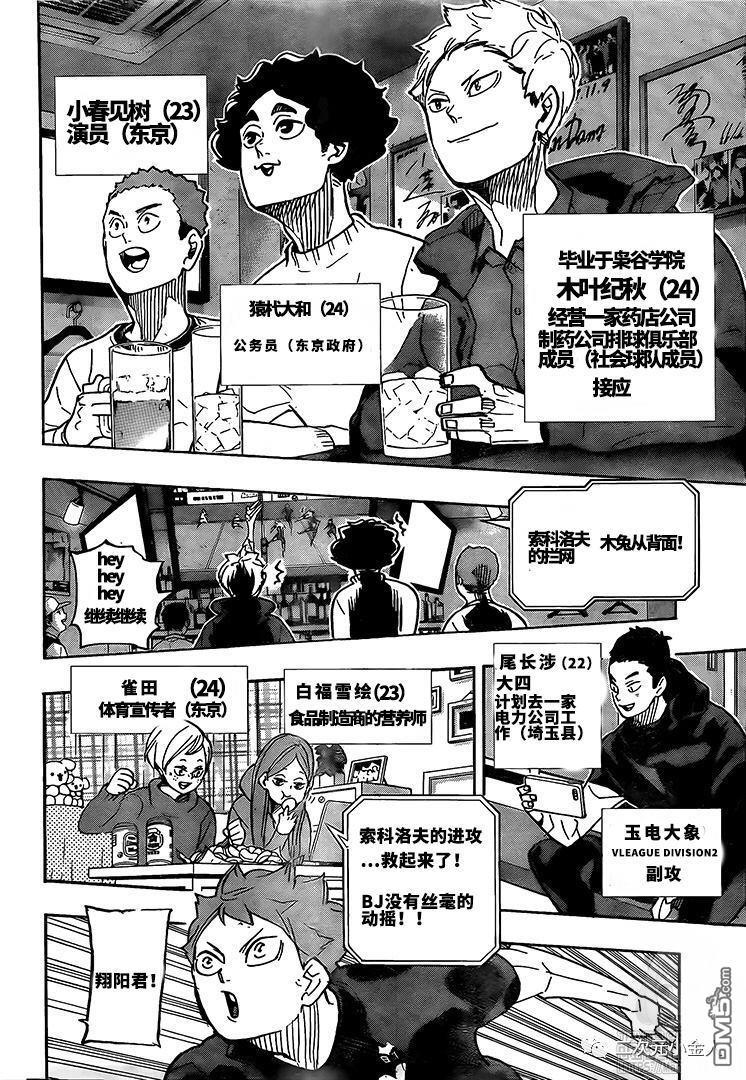 毕业于枭谷学院
木叶纪秋（24）
经营一家药店公司
制药公司排球俱乐部
成员（社会球队成员）
接应
猿杙大和（24）
公务员（东京政府）
小春见树（23）
演员（东京）
索科洛夫
的拦网
木兔从背面！
hey
hey
hey
继续继续
尾长涉（22）
大四
计划去一家
电力公司工
作（埼玉县）
玉电大象
VLEAGUE DIVISION2
副攻
白福雪绘（23）
食品制造商的营养师
雀田（24）
体育宣传者（东京）
索科洛夫的进攻
...救起来了！
BJ没有丝毫的
动摇！！
翔阳君！
DM5.com
二次元小金人